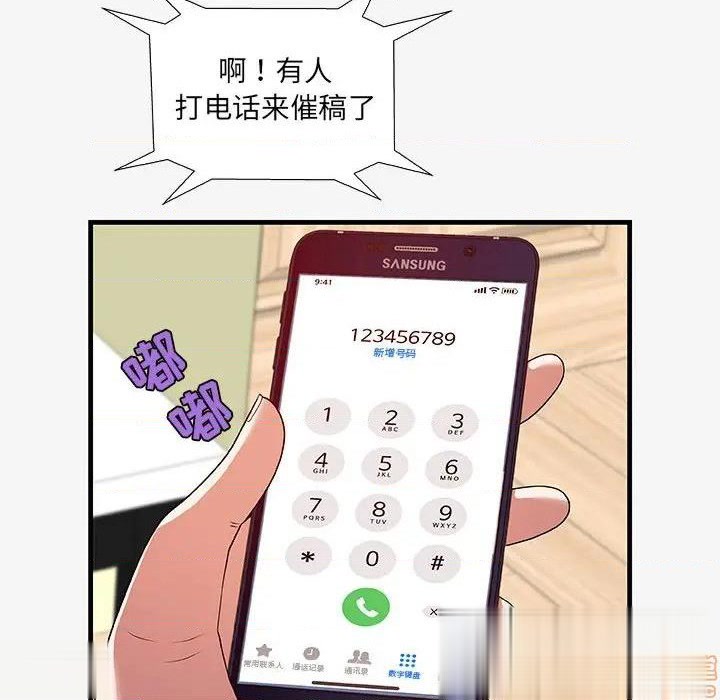 啊！有人
打电话来催稿了
SANSUNG
9:41
123456789
新增号码
嘟
嘟
1 2 3
ABC DEF
4 5 6
GHI JKL MNO
7 8 9
PQRS TUV WXYZ
* 0 #
×
常用联系人 通话记录 通讯录 数字键盘